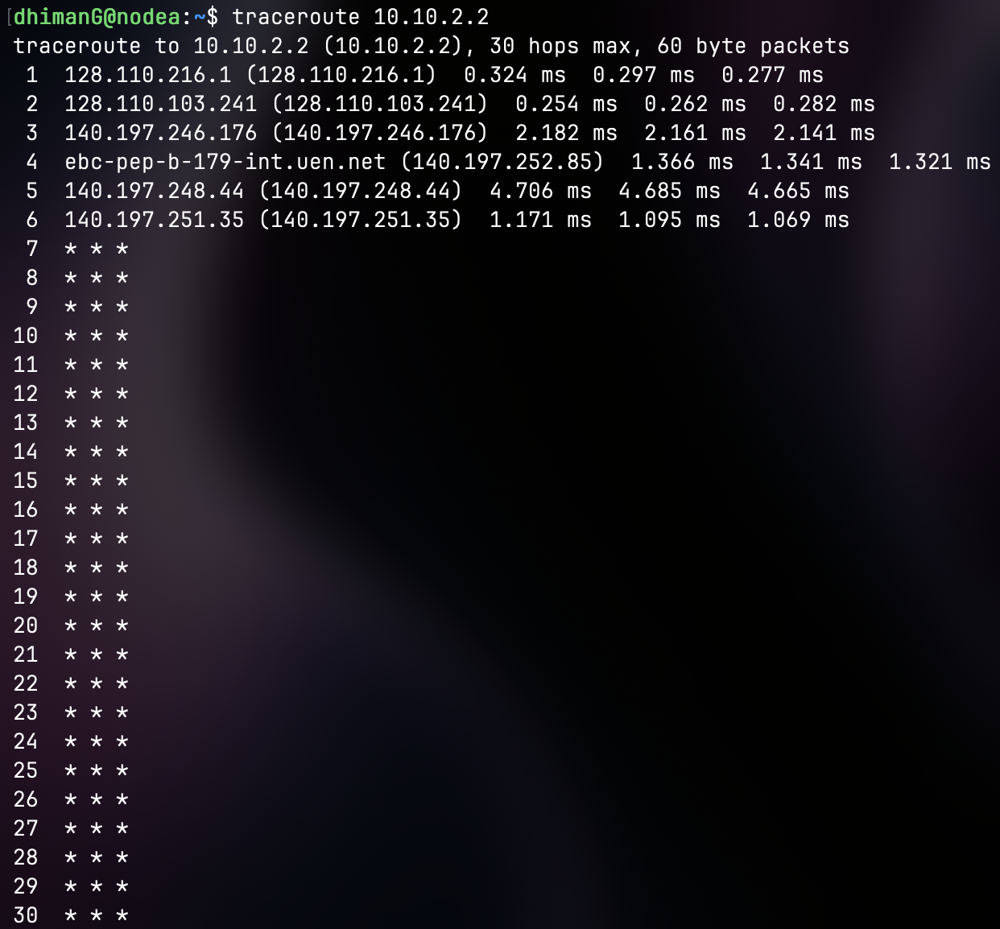 [dhimanG@nodea:~$ traceroute 10.10.2.2
traceroute to 10.10.2.2 (10.10.2.2), 30 hops max, 60 byte packets
 1  128.110.216.1 (128.110.216.1)  0.324 ms  0.297 ms  0.277 ms
 2  128.110.103.241 (128.110.103.241)  0.254 ms  0.262 ms  0.282 ms
 3  140.197.246.176 (140.197.246.176)  2.182 ms  2.161 ms  2.141 ms
 4  ebc-pep-b-179-int.uen.net (140.197.252.85)  1.366 ms  1.341 ms  1.321 ms
 5  140.197.248.44 (140.197.248.44)  4.706 ms  4.685 ms  4.665 ms
 6  140.197.251.35 (140.197.251.35)  1.171 ms  1.095 ms  1.069 ms
 7  * * *
 8  * * *
 9  * * *
10  * * *
11  * * *
12  * * *
13  * * *
14  * * *
15  * * *
16  * * *
17  * * *
18  * * *
19  * * *
20  * * *
21  * * *
22  * * *
23  * * *
24  * * *
25  * * *
26  * * *
27  * * *
28  * * *
29  * * *
30  * * *